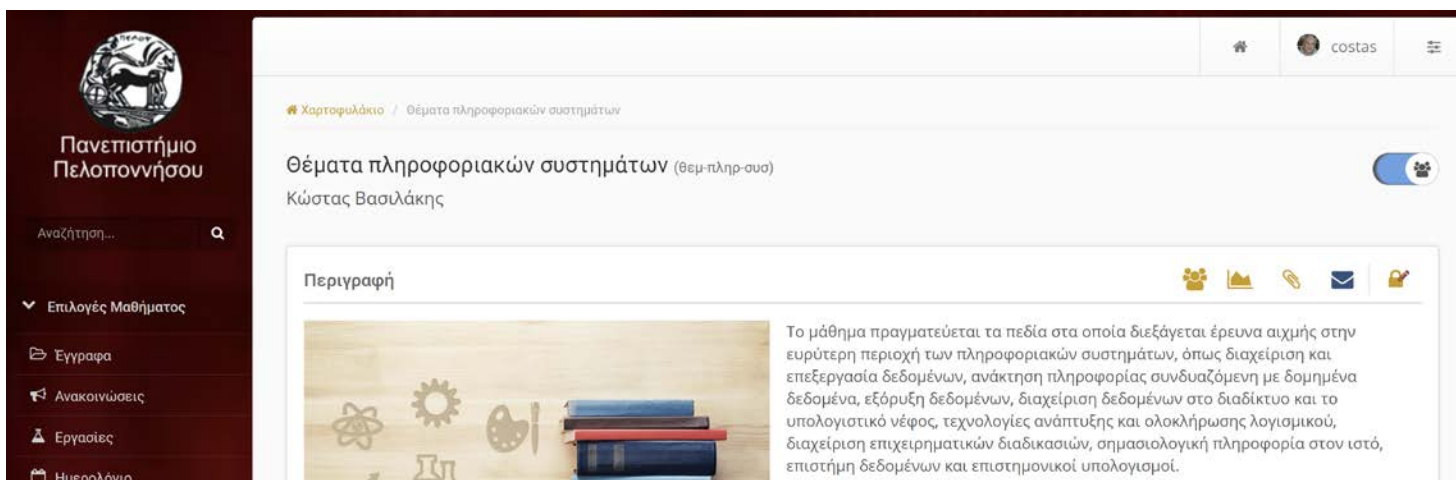 Πανεπιστήμιο
Πελοποννήσου
Αναζήτηση...
Επιλογές Μαθήματος
Έγγραφα
Ανακοινώσεις
Εργασίες
Ημερολόγιο
costas
Χαρτοφυλάκιο / Θέματα πληροφοριακών συστημάτων
Θέματα πληροφοριακών συστημάτων (θεμ-πληρ-συσ)
Κώστας Βασιλάκης
Περιγραφή
Το μάθημα πραγματεύεται τα πεδία στα οποία διεξάγεται έρευνα αιχμής στην
ευρύτερη περιοχή των πληροφοριακών συστημάτων, όπως διαχείριση και
επεξεργασία δεδομένων, ανάκτηση πληροφορίας συνδυαζόμενη με δομημένα
δεδομένα, εξόρυξη δεδομένων, διαχείριση δεδομένων στο διαδίκτυο και το
υπολογιστικό νέφος, τεχνολογίες ανάπτυξης και ολοκλήρωσης λογισμικού,
διαχείριση επιχειρηματικών διαδικασιών, σημασιολογική πληροφορία στον ιστό,
επιστήμη δεδομένων και επιστημονικοί υπολογισμοί.